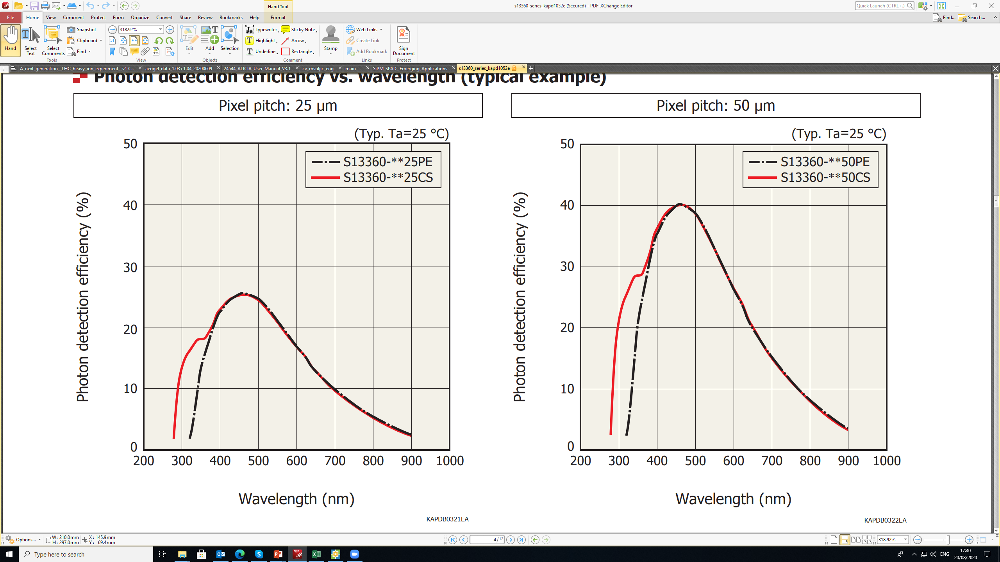 s13360_series_kapd1052e (Secured) - PDF-XChange Editor
Hand Tool
Quick Launch (CTRL+.)
File Home View Comment Protect Form Organize Convert Share Review Bookmarks Help Format
Find... Search...
Hand
Select Text
Select Comments
Snapshot
Clipboard
Find
Tools
318.92%
1:1
View
Edit
Add
Selection
Objects
Typewriter
Highlight
Underline
Sticky Note
Arrow
Rectangle
Stamp
Comment
Web Links
Create Link
Add Bookmark
Links
Sign Document
Protect
A_next_generation__LHC_heavy_ion_experiment__v1 C.. aeogel_data_1.03+1.04_20200609 24544_ALICIA_User_Manual_V3.1 cv_msuljic_eng main SiPM_SPAD_ Emerging_Applications s13360_series_kapd1052e
Photon detection efficiency vs. wavelength (typical example)
Pixel pitch: 25 μm
(Typ. Ta=25 °C)
S13360-**25PE
S13360-**25CS
Photon detection efficiency (%)
50
40
30
20
10
0
200 300 400 500 600 700 800 900 1000
Wavelength (nm)
KAPDB0321EA
Pixel pitch: 50 μm
(Typ. Ta=25 °C)
S13360-**50PE
S13360-**50CS
Photon detection efficiency (%)
50
40
30
20
10
0
200 300 400 500 600 700 800 900 1000
Wavelength (nm)
KAPDB0322EA
Options...
W: 210.0mm
H: 297.0mm
X: 145.9mm
Y: 69.4mm
4/12
318.92%
Type here to search
ENG
17:40
20/08/2020